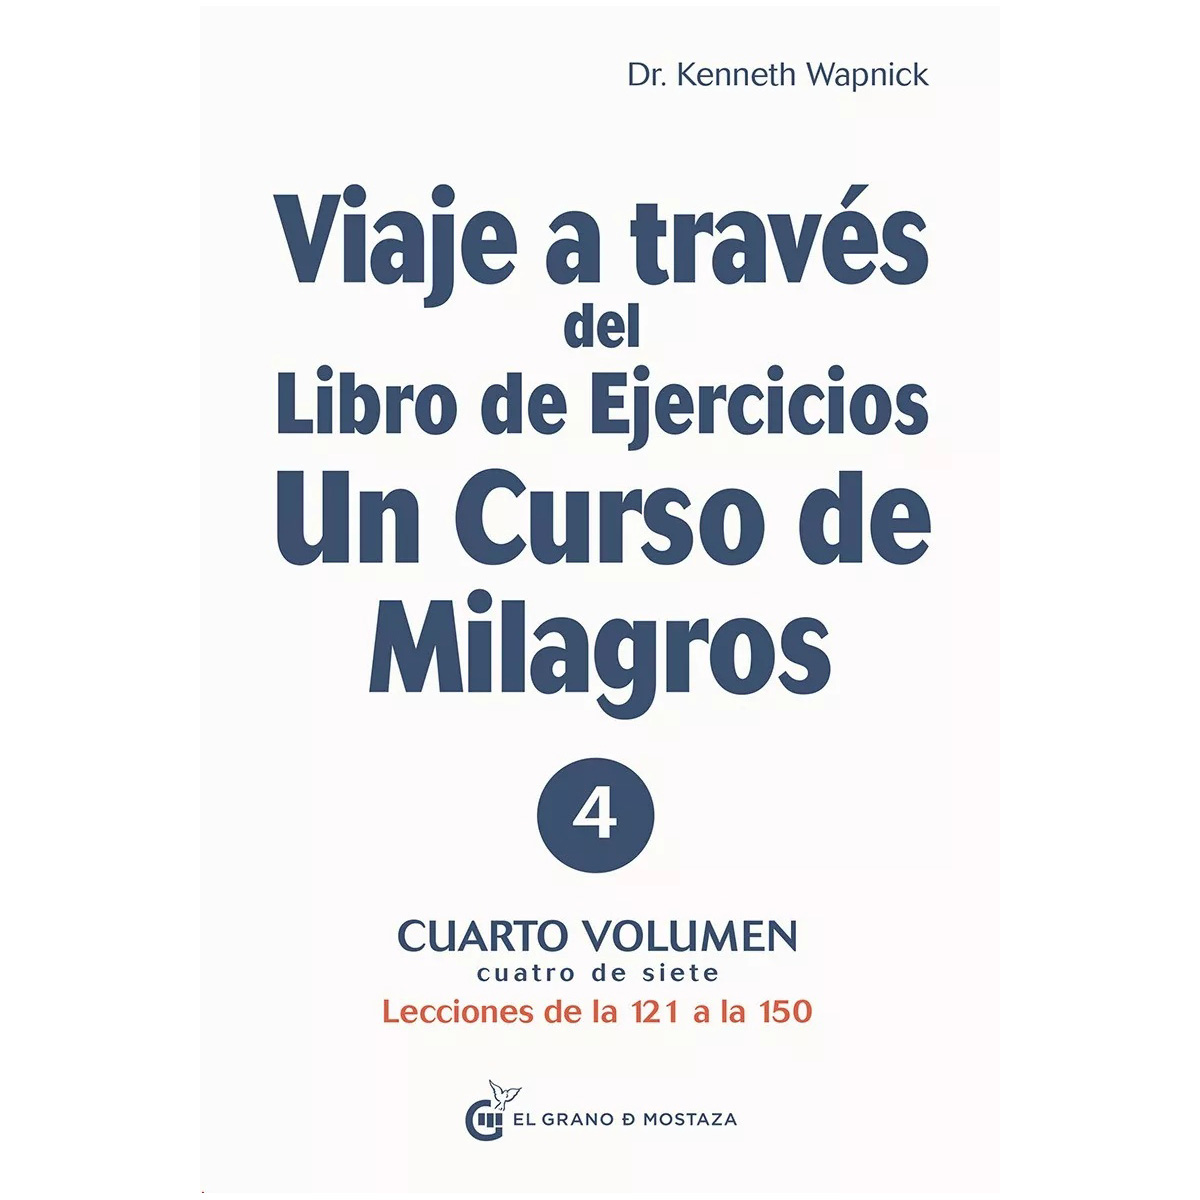 Dr. Kenneth Wapnick
Viaje a través
del
Libro de Ejercicios
Un Curso de
Milagros
4
CUARTO VOLUMEN
cuatro de siete
Lecciones de la 121 a la 150
EL GRANO Đ MOSTAZA